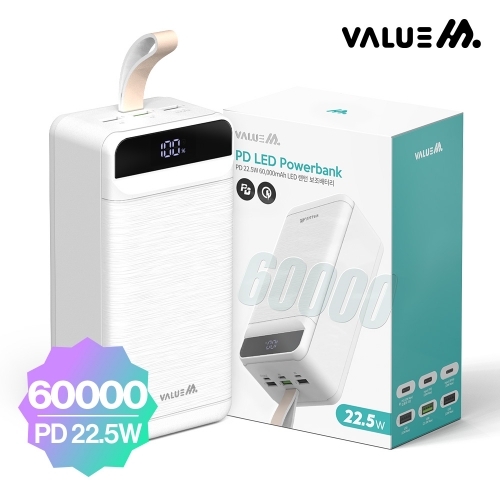 VALUE M.
100%
VALUE M.
PD LED Powerbank
PD 22.5W 60,000mAh LED 랜턴 보조배터리
60000
22.5W
VALUE M.
VALUE M.
60000
PD 22.5W